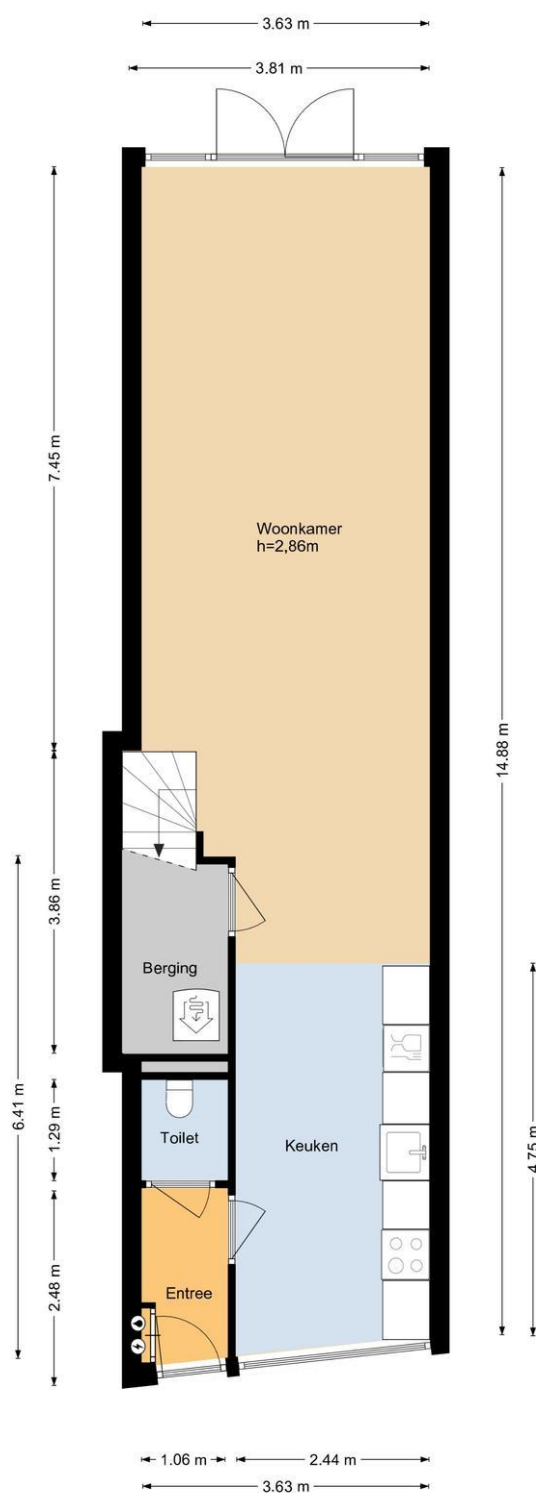 3.63 m
3.81 m
7.45 m
Woonkamer
h=2,86m
14.88 m
3.86 m
6.41 m
Berging
4.75 m
1.29 m
Toilet
Keuken
2.48 m
Entree
1.06 m
2.44 m
3.63 m